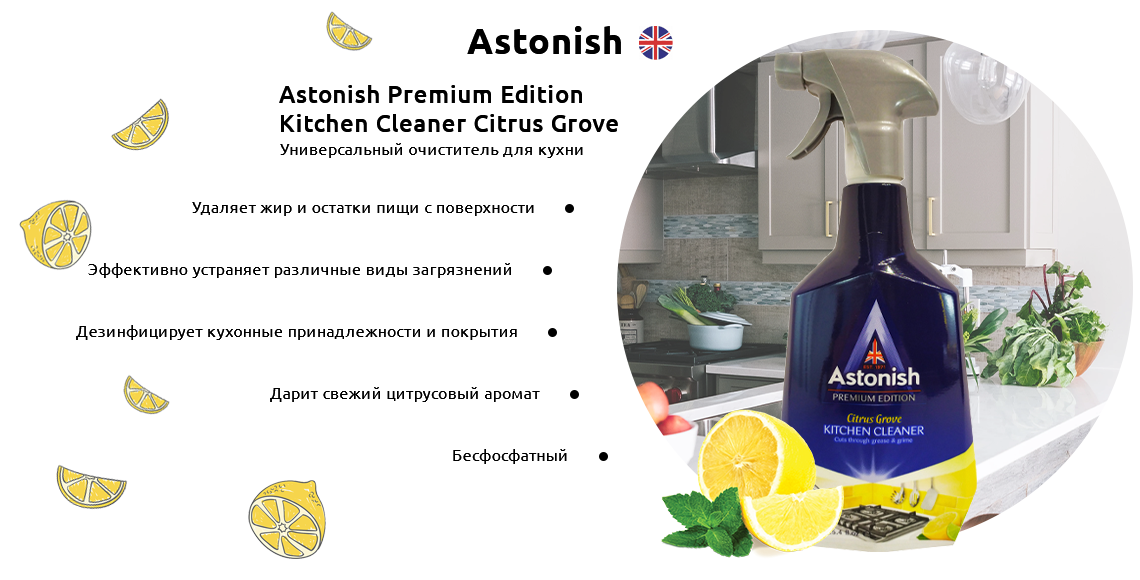 Astonish
Astonish Premium Edition
Kitchen Cleaner Citrus Grove
Универсальный очиститель для кухни
Удаляет жир и остатки пищи с поверхности
Эффективно устраняет различные виды загрязнений
Дезинфицирует кухонные принадлежности и покрытия
Дарит свежий цитрусовый аромат
Бесфосфатный
Astonish
PREMIUM EDITION
Citrus Grove
KITCHEN CLEANER
Cuts through grease & grime